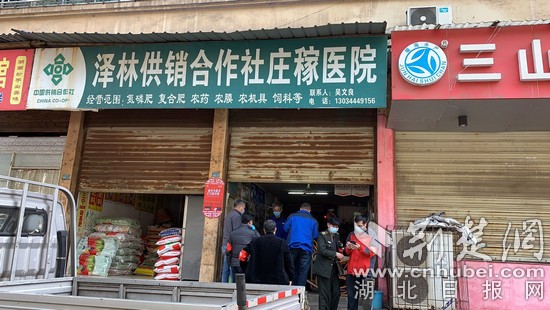 中国供销合作社
CHINA CO-OP
泽林供销合作社庄稼医院
经营范围：氮磷肥 复合肥 农药 农膜 农机具 饲料等
联系人：吴文良
电话：13034449156
三山
荆楚網
www.cnhubei.com
湖北日报网